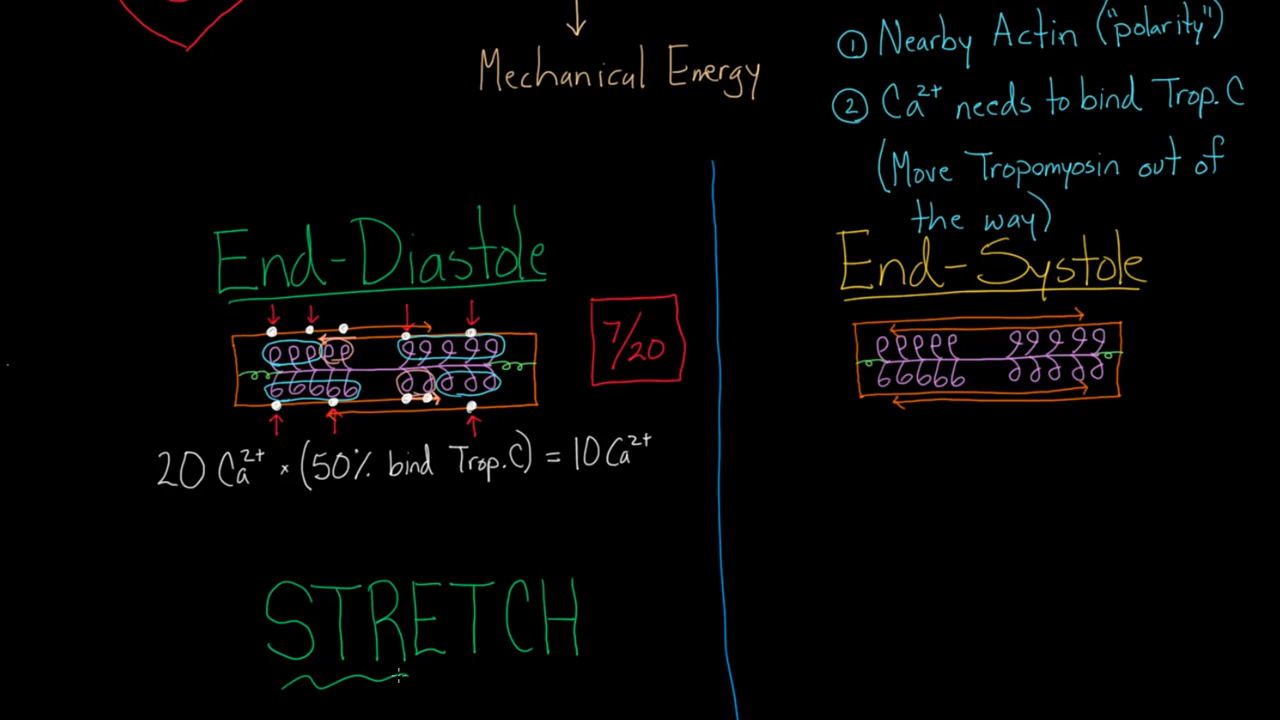 Mechanical Energy
① Nearby Actin ("polarity")
② Ca²⁺ needs to bind Trop. C
(Move Tropomyosin out of
the way)
End-Diastole
7/20
20 Ca²⁺ × (50% bind Trop. C) = 10 Ca²⁺
STRETCH
End-Systole